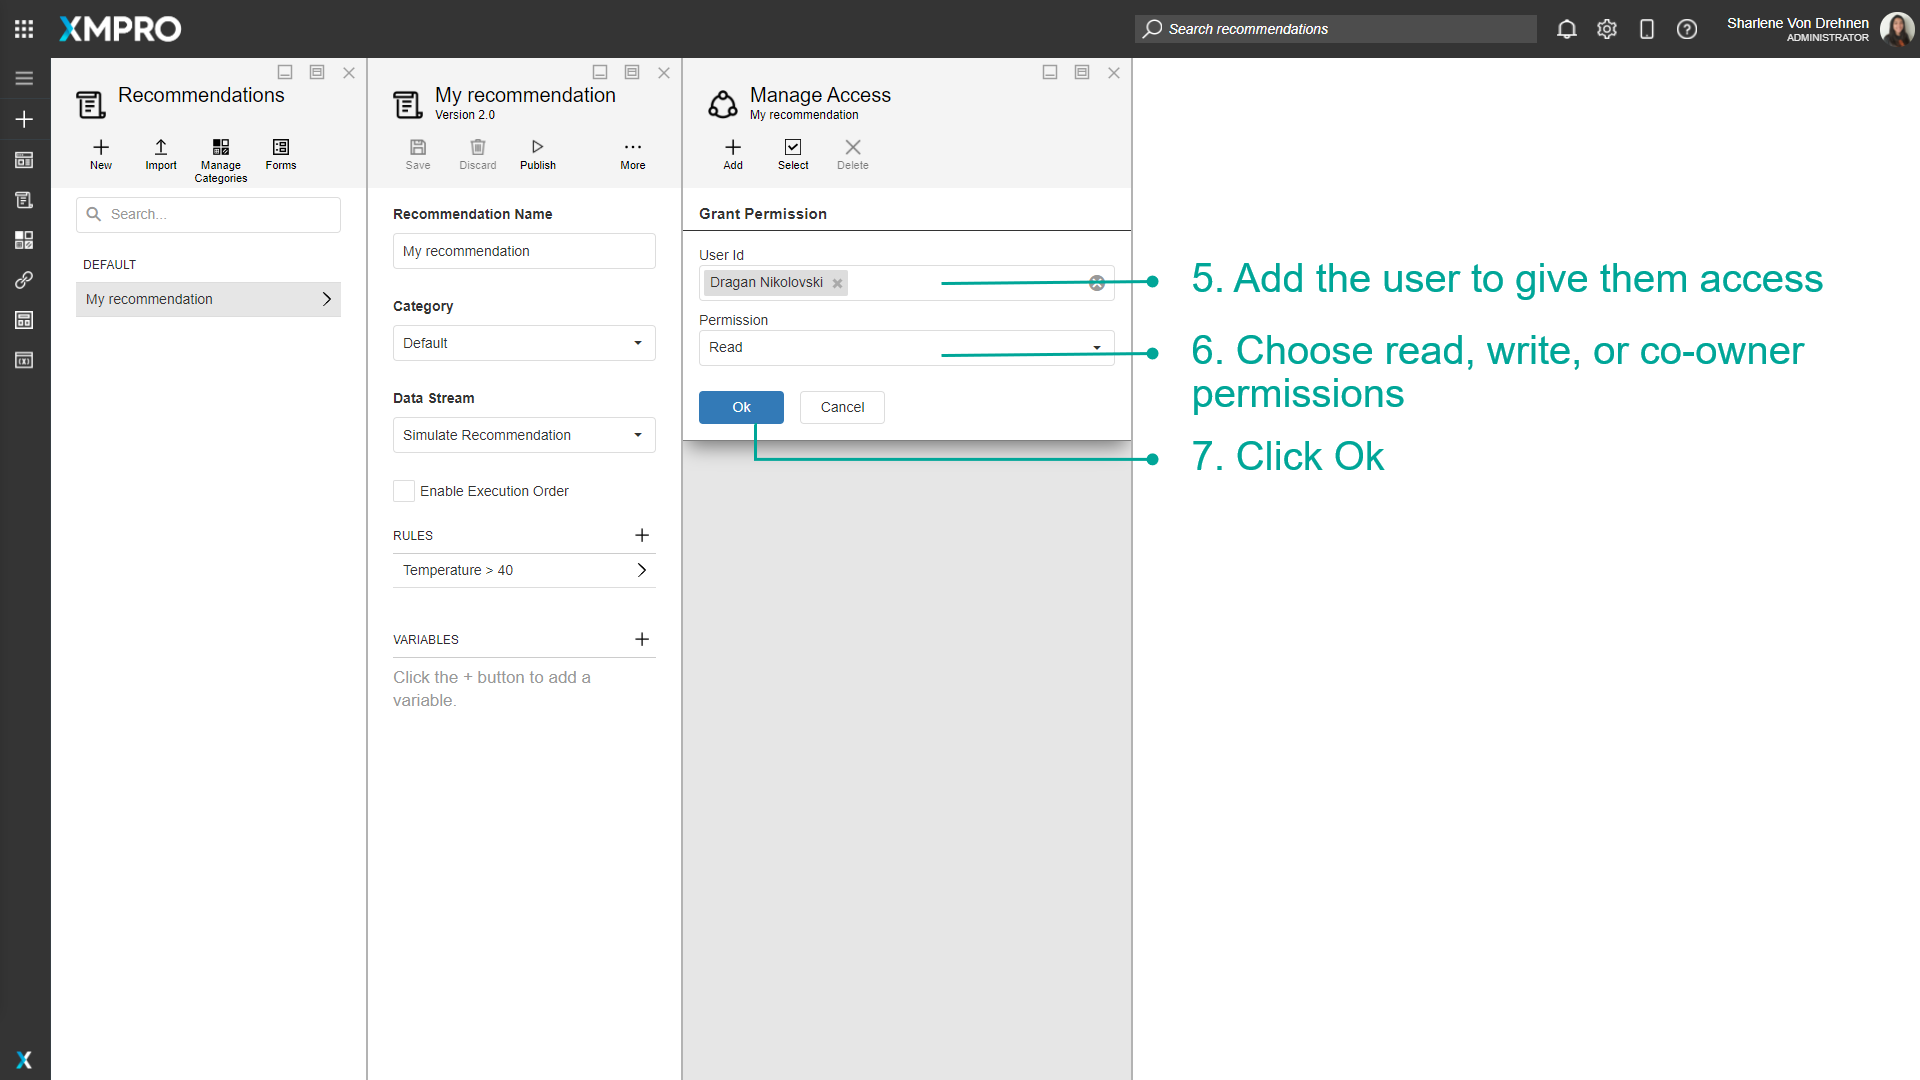 XMPRO
Search recommendations
Sharlene Von Drehnen
ADMINISTRATOR
Recommendations
New
Import
Manage
Categories
Forms
Search...
DEFAULT
My recommendation
My recommendation
Version 2.0
Save
Discard
Publish
More
Recommendation Name
My recommendation
Category
Default
Data Stream
Simulate Recommendation
Enable Execution Order
RULES
Temperature > 40
VARIABLES
Click the + button to add a
variable.
Manage Access
My recommendation
Add
Select
Delete
Grant Permission
User Id
Dragan Nikolovski
Permission
Read
Ok
Cancel
5. Add the user to give them access
6. Choose read, write, or co-owner
permissions
7. Click Ok